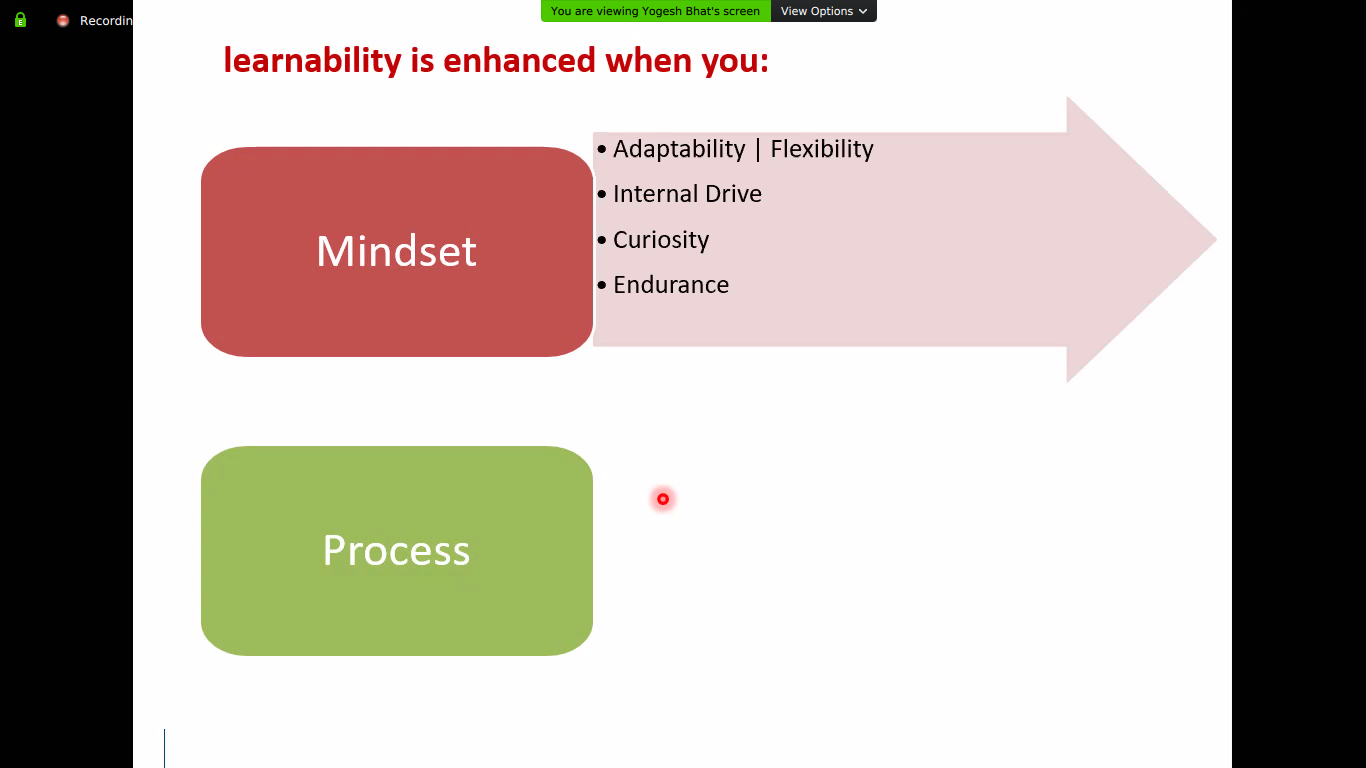 You are viewing Yogesh Bhat's screen View Options
E Recordin
learnability is enhanced when you:
• Adaptability | Flexibility
• Internal Drive
• Curiosity
• Endurance
Mindset
Process